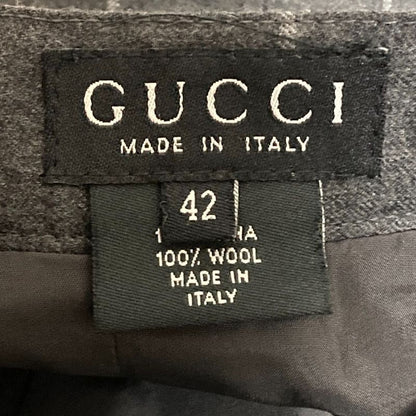 GUCCI
MADE IN ITALY
42
100% WOOL
MADE IN
ITALY